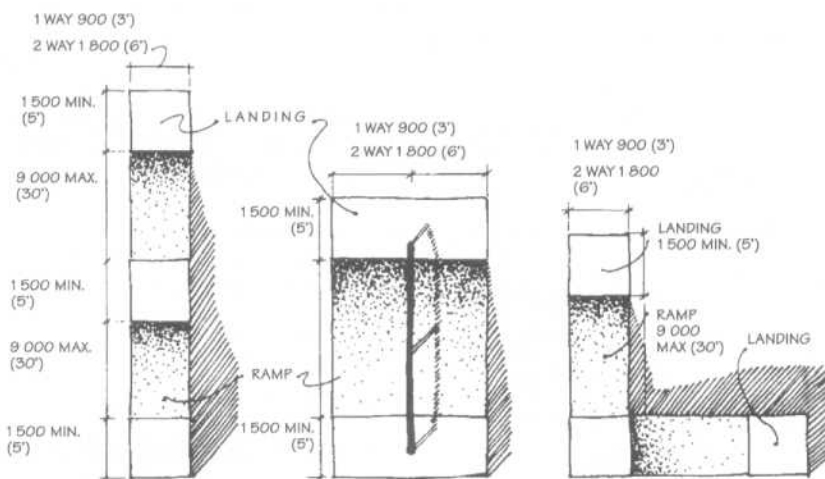 1 WAY 900 (3')
2 WAY 1 800 (6')
1 500 MIN.
(5')
9 000 MAX.
(30')
1 500 MIN.
(5')
9 000 MAX.
(30')
1 500 MIN.
(5')
LANDING
RAMP
1 WAY 900 (3')
2 WAY 1 800 (6')
1 500 MIN.
(5')
1 500 MIN.
(5')
1 WAY 900 (3')
2 WAY 1 800
(6')
LANDING
1 500 MIN. (5')
RAMP
9 000
MAX (30')
LANDING